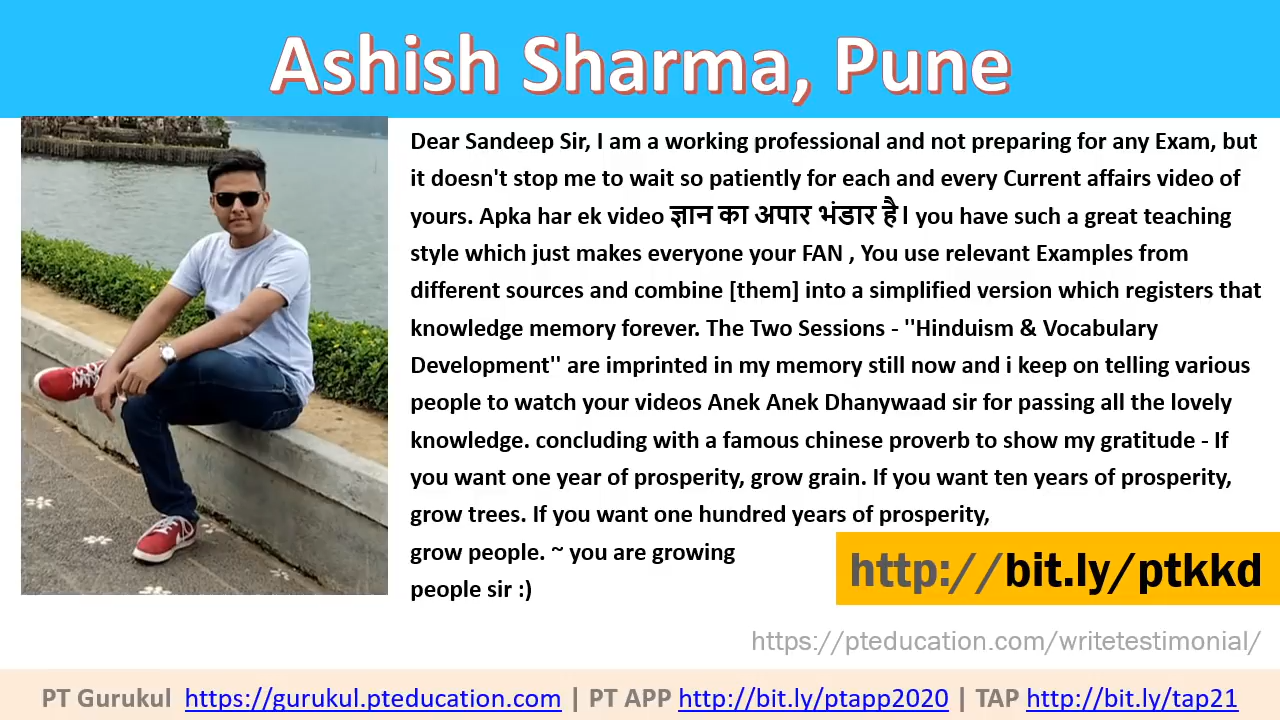 Ashish Sharma, Pune
Dear Sandeep Sir, I am a working professional and not preparing for any Exam, but
it doesn't stop me to wait so patiently for each and every Current affairs video of
yours. Apka har ek video ज्ञान का अपार भंडार है l you have such a great teaching
style which just makes everyone your FAN , You use relevant Examples from
different sources and combine [them] into a simplified version which registers that
knowledge memory forever. The Two Sessions - ''Hinduism & Vocabulary
Development'' are imprinted in my memory still now and i keep on telling various
people to watch your videos Anek Anek Dhanywaad sir for passing all the lovely
knowledge. concluding with a famous chinese proverb to show my gratitude - If
you want one year of prosperity, grow grain. If you want ten years of prosperity,
grow trees. If you want one hundred years of prosperity,
grow people. ~ you are growing
people sir :)
http://bit.ly/ptkkd
https://pteducation.com/writetestimonial/
PT Gurukul https://gurukul.pteducation.com | PT APP http://bit.ly/ptapp2020 | TAP http://bit.ly/tap21